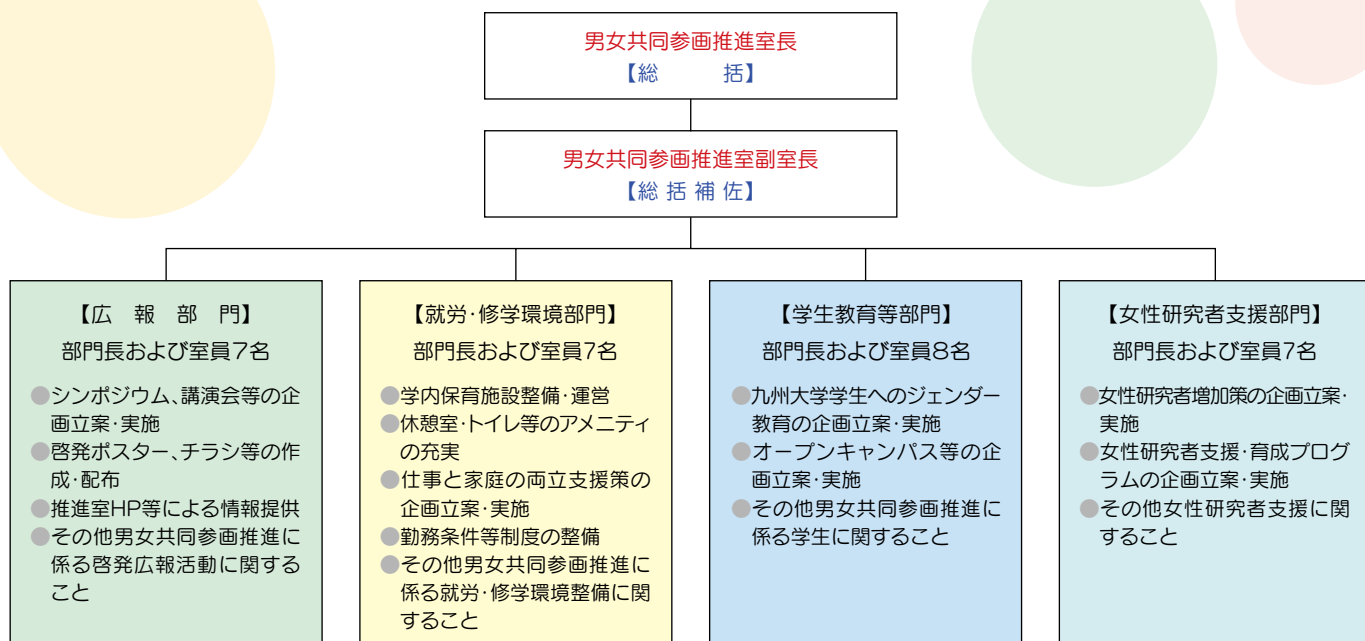 男女共同参画推進室長
【総　　括】
男女共同参画推進室副室長
【総 括 補 佐】
【広　報　部　門】
部門長および室員7名
●シンポジウム、講演会等の企
画立案･実施
●啓発ポスター、チラシ等の作
成･配布
●推進室HP等による情報提供
●その他男女共同参画推進に
係る啓発広報活動に関する
こと
【就労･修学環境部門】
部門長および室員7名
●学内保育施設整備･運営
●休憩室･トイレ等のアメニティ
の充実
●仕事と家庭の両立支援策の
企画立案･実施
●勤務条件等制度の整備
●その他男女共同参画推進に
係る就労･修学環境整備に関
すること
【学生教育等部門】
部門長および室員8名
●九州大学学生へのジェンダー
教育の企画立案･実施
●オープンキャンパス等の企
画立案･実施
●その他男女共同参画推進に
係る学生に関すること
【女性研究者支援部門】
部門長および室員7名
●女性研究者増加策の企画立案･
実施
●女性研究者支援･育成プログ
ラムの企画立案･実施
●その他女性研究者支援に関
すること